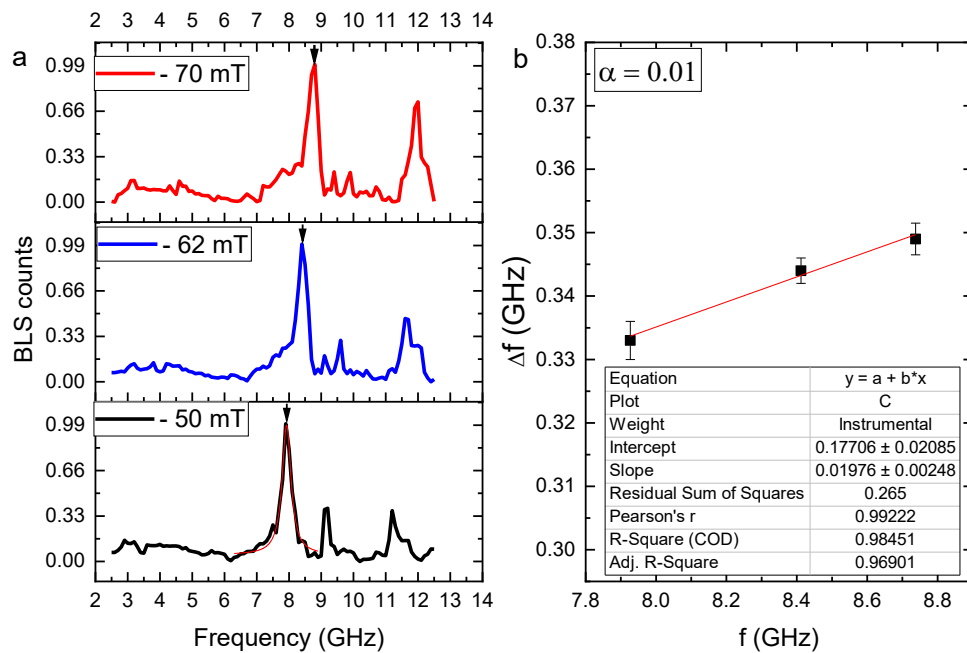 2 3 4 5 6 7 8 9 10 11 12 13 14
a
- 70 mT
0.99
0.66
0.33
0.00
- 62 mT
0.99
0.66
0.33
0.00
BLS counts
- 50 mT
0.99
0.66
0.33
0.00
2 3 4 5 6 7 8 9 10 11 12 13 14
Frequency (GHz)
b
α = 0.01
0.38
0.37
0.36
0.35
0.34
0.33
0.32
0.31
0.30
Δf (GHz)
Equation y = a + b*x
Plot C
Weight Instrumental
Intercept 0.17706 ± 0.02085
Slope 0.01976 ± 0.00248
Residual Sum of Squares 0.265
Pearson's r 0.99222
R-Square (COD) 0.98451
Adj. R-Square 0.96901
7.8 8.0 8.2 8.4 8.6 8.8
f (GHz)